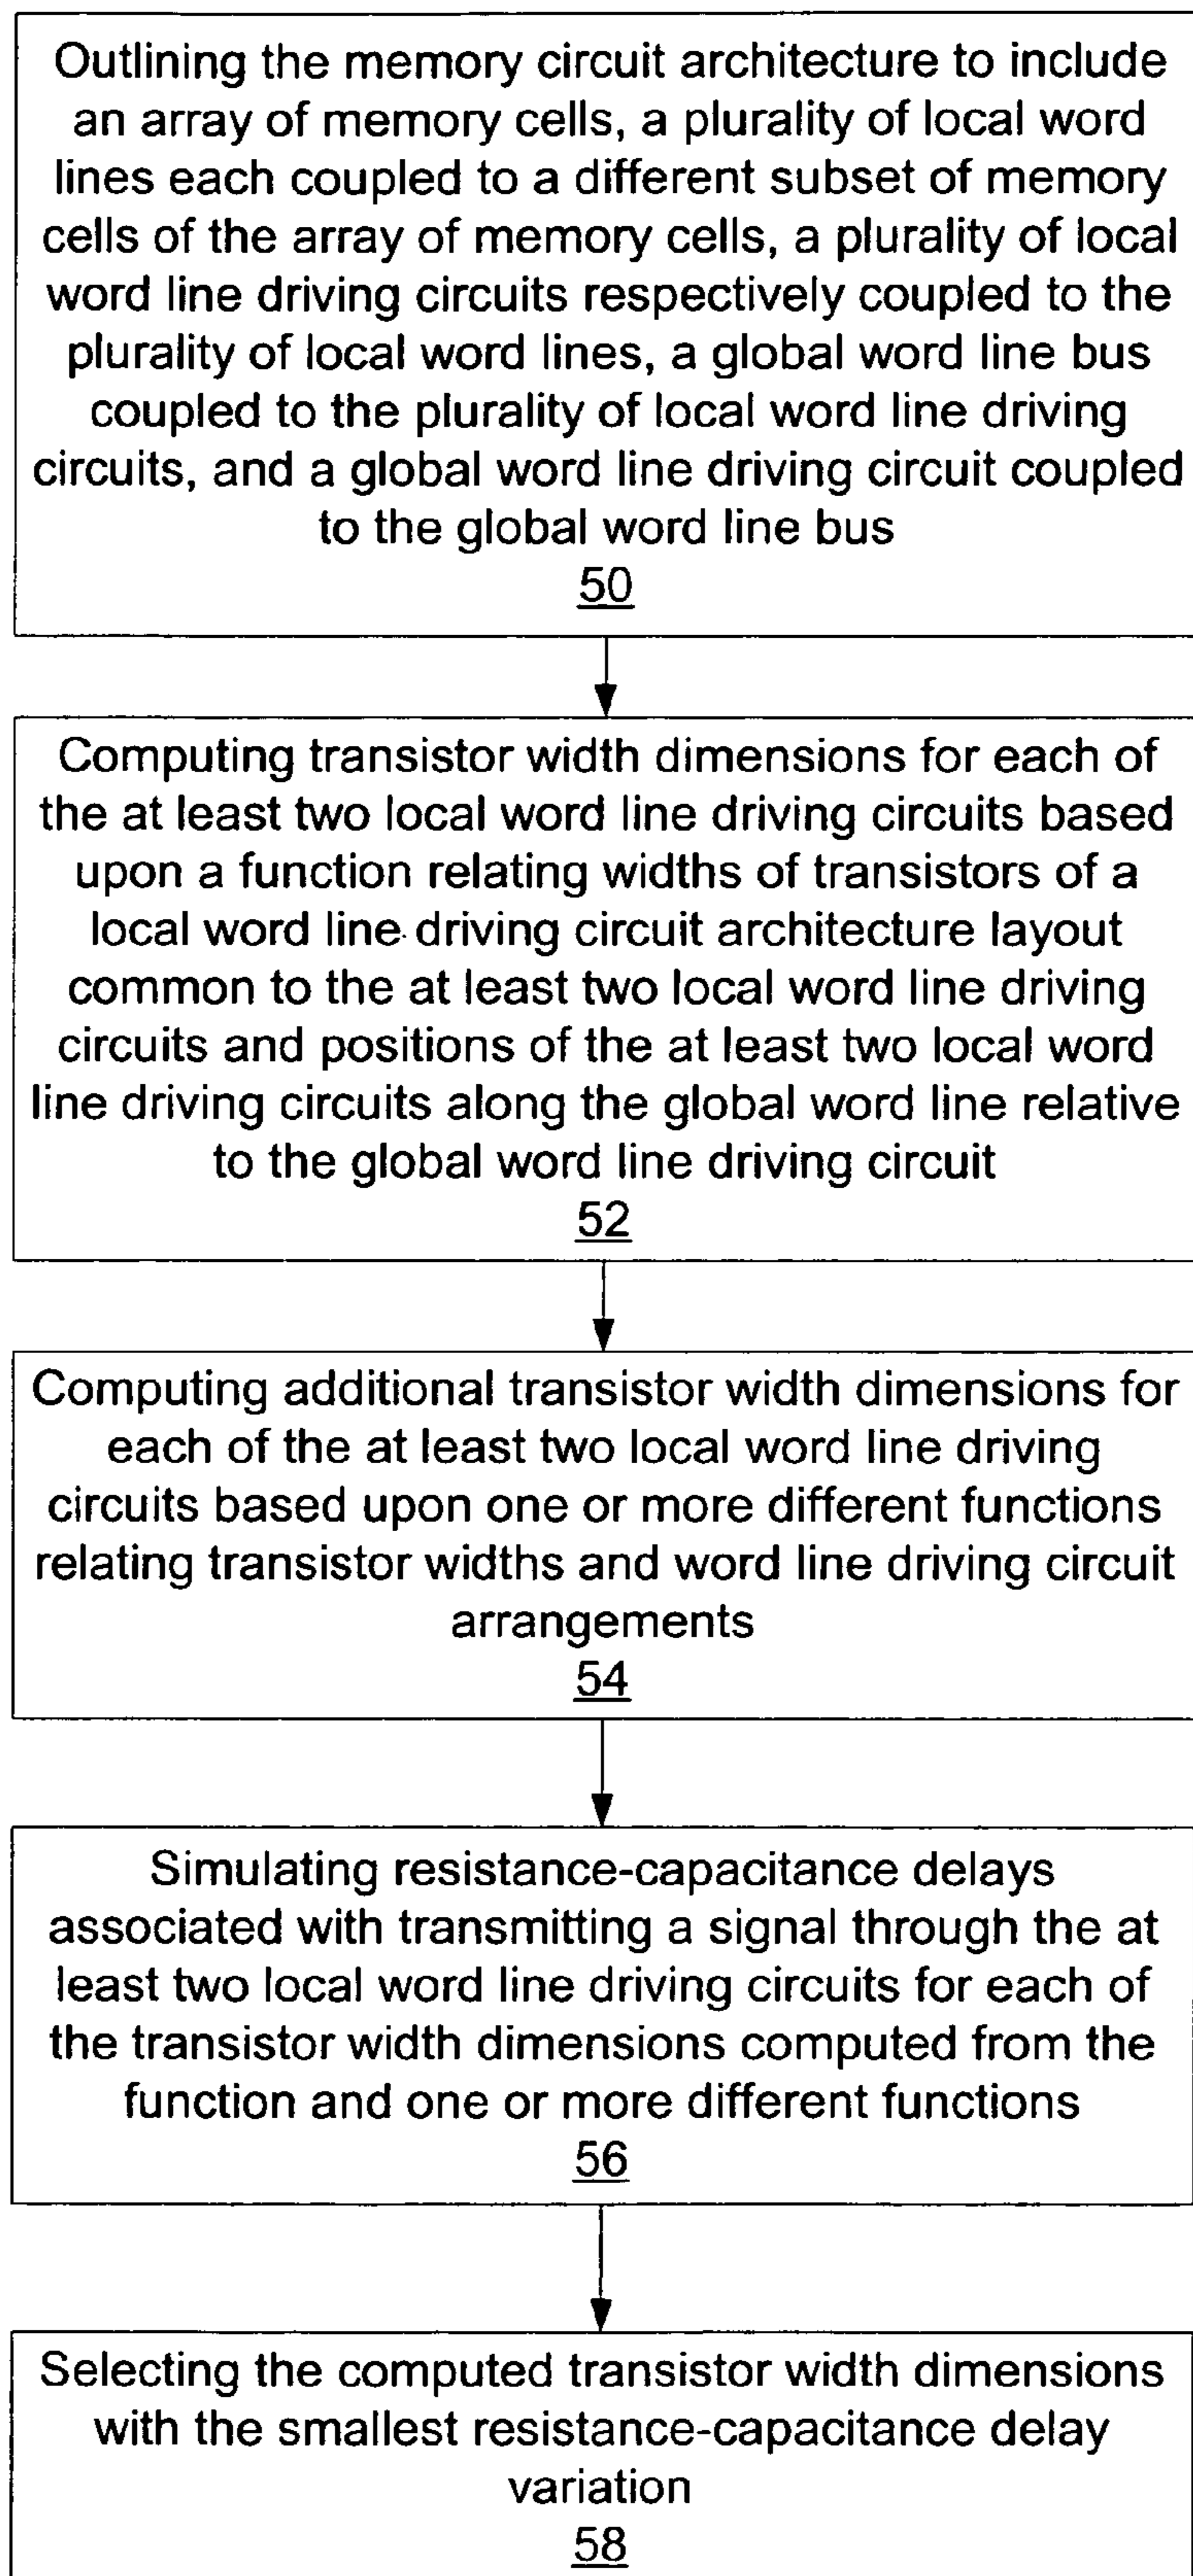 Outlining the memory circuit architecture to include
an array of memory cells, a plurality of local word
lines each coupled to a different subset of memory
cells of the array of memory cells, a plurality of local
word line driving circuits respectively coupled to the
plurality of local word lines, a global word line bus
coupled to the plurality of local word line driving
circuits, and a global word line driving circuit coupled
to the global word line bus
50
Computing transistor width dimensions for each of
the at least two local word line driving circuits based
upon a function relating widths of transistors of a
local word line driving circuit architecture layout
common to the at least two local word line driving
circuits and positions of the at least two local word
line driving circuits along the global word line relative
to the global word line driving circuit
52
Computing additional transistor width dimensions for
each of the at least two local word line driving
circuits based upon one or more different functions
relating transistor widths and word line driving circuit
arrangements
54
Simulating resistance-capacitance delays
associated with transmitting a signal through the at
least two local word line driving circuits for each of
the transistor width dimensions computed from the
function and one or more different functions
56
Selecting the computed transistor width dimensions
with the smallest resistance-capacitance delay
variation
58